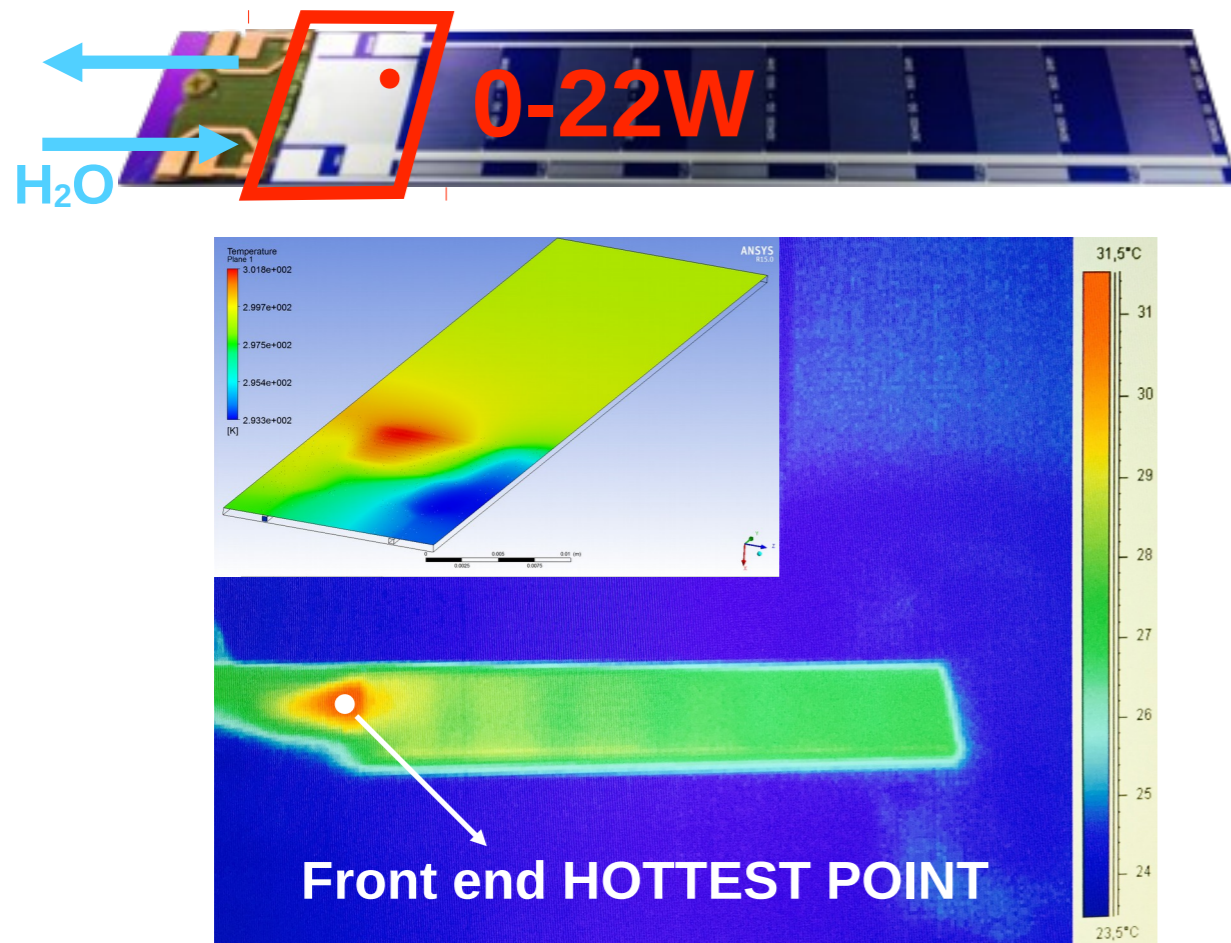 0-22W
H₂O
Temperature
Plane 1
3.018e+002
2.997e+002
2.975e+002
2.954e+002
2.933e+002
[K]
ANSYS
R15.0
0 0.005 0.01 (m)
0.0025 0.0075
31,5°C
31
30
29
28
27
26
25
24
23,5°C
Front end HOTTEST POINT